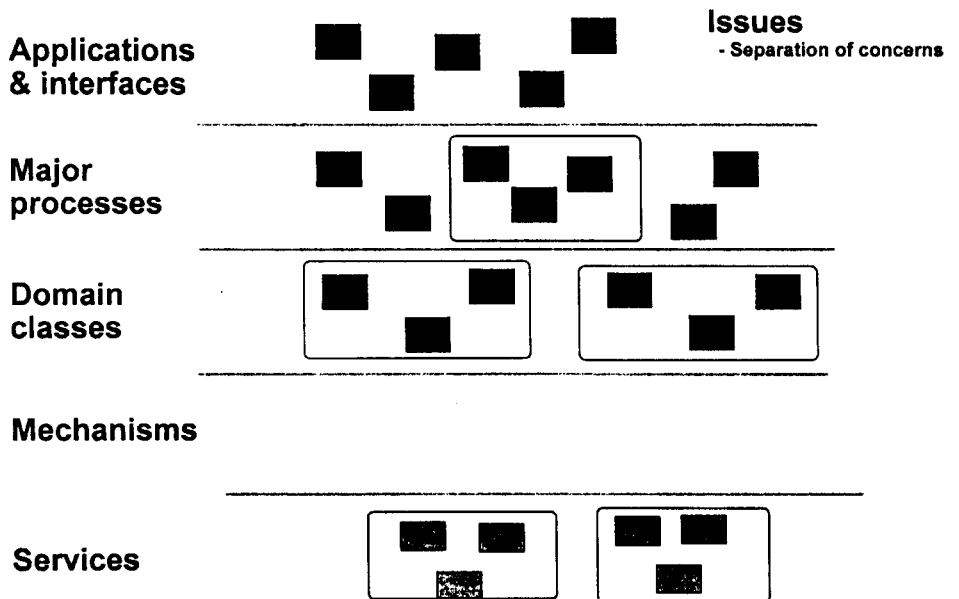 Applications
& interfaces
Issues
- Separation of concerns
Major
processes
Domain
classes
Mechanisms
Services